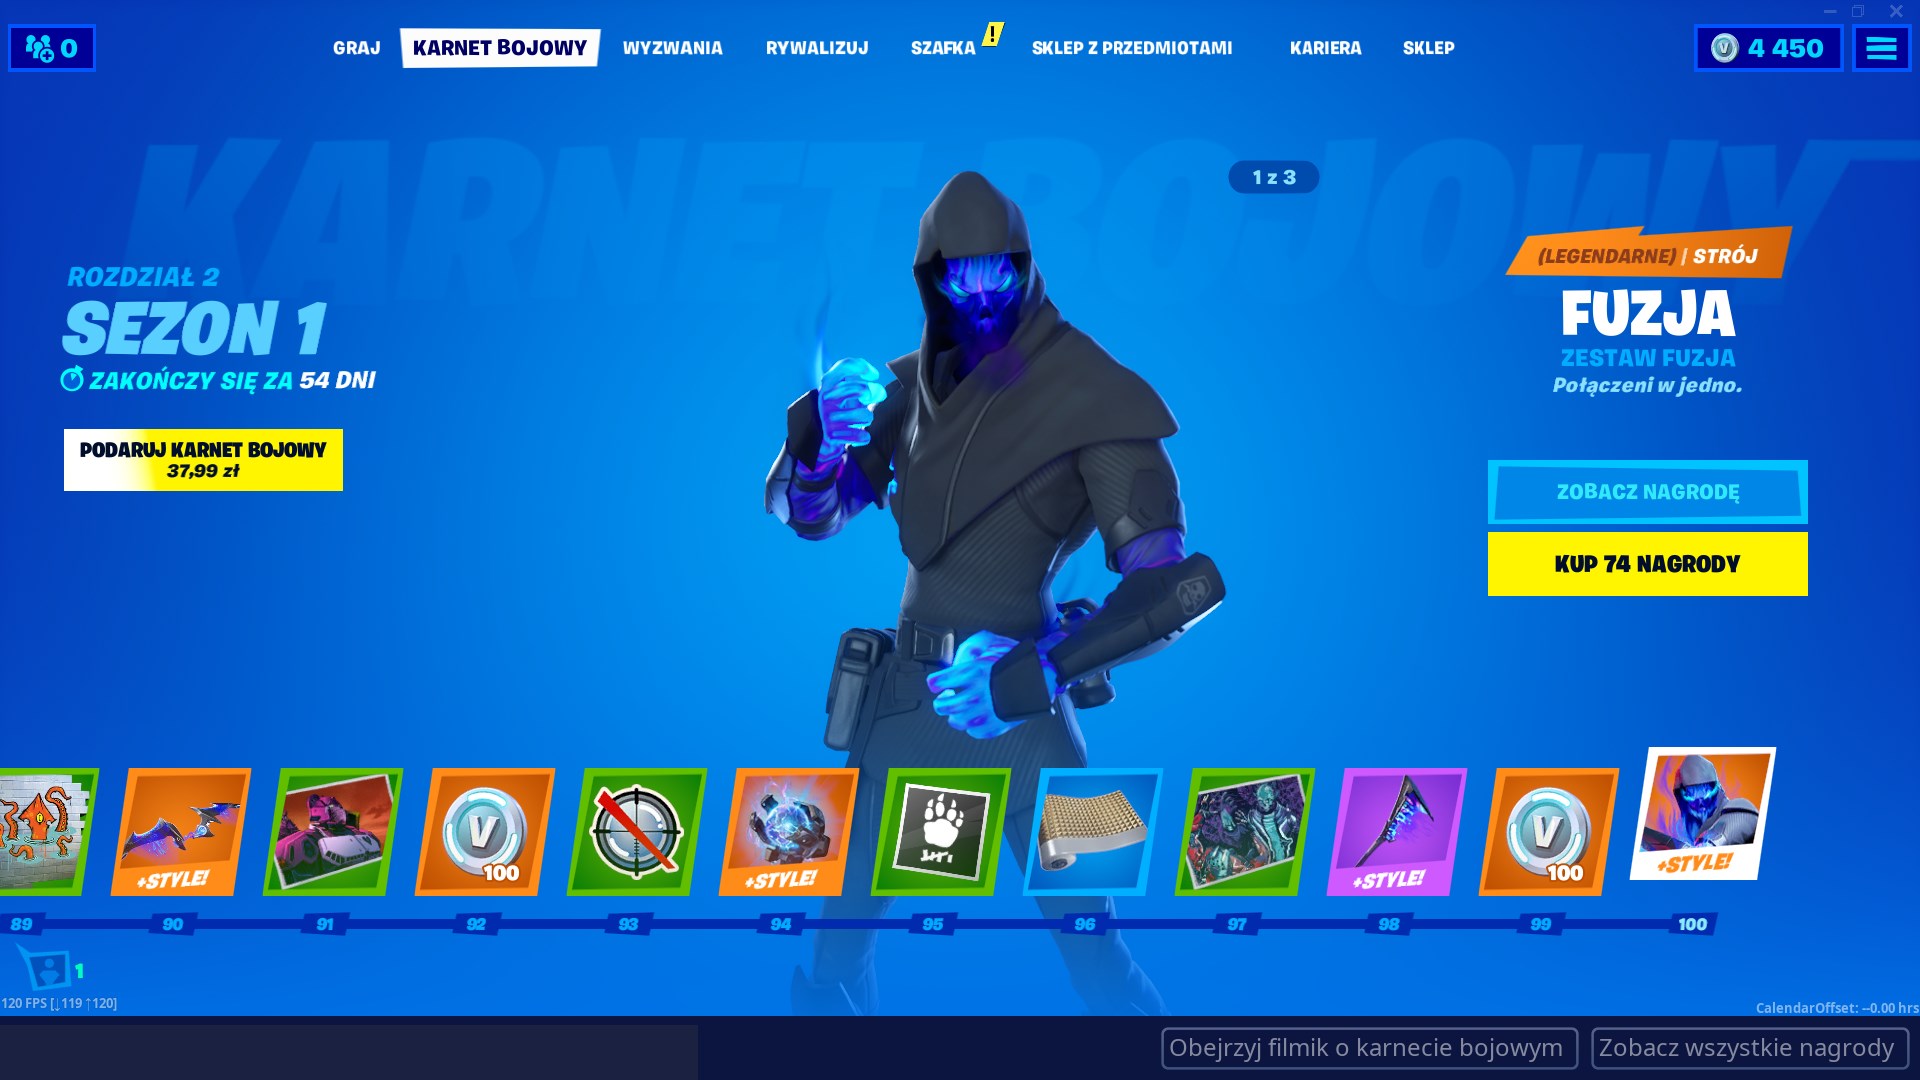 0
GRAJ
KARNET BOJOWY
WYZWANIA
RYWALIZUJ
SZAFKA
!
SKLEP Z PRZEDMIOTAMI
KARIERA
SKLEP
V 4 450
KARNET BOJOWY
1 z 3
ROZDZIAŁ 2
SEZON 1
ZAKOŃCZY SIĘ ZA 54 DNI
PODARUJ KARNET BOJOWY
37,99 zł
(LEGENDARNE) | STRÓJ
FUZJA
ZESTAW FUZJA
Połączeni w jedno.
ZOBACZ NAGRODĘ
KUP 74 NAGRODY
+STYLE!
V
100
+STYLE!
+STYLE!
V
100
+STYLE!
89 90 91 92 93 94 95 96 97 98 99 100
1
120 FPS [↓119 ↑120]
CalendarOffset: --0.00 hrs
Obejrzyj filmik o karnecie bojowym
Zobacz wszystkie nagrody